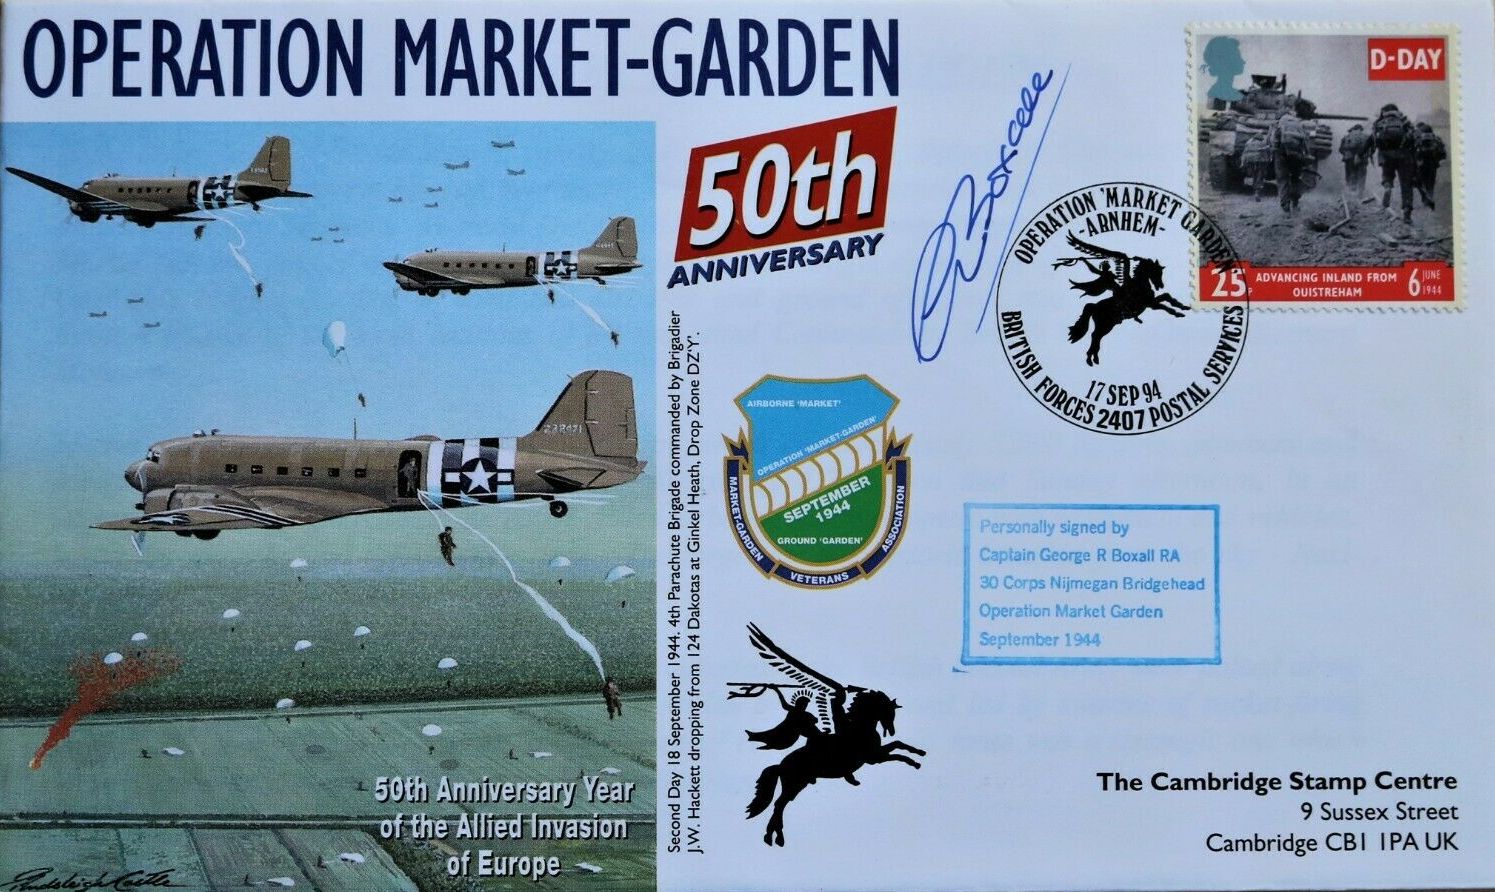 OPERATION MARKET-GARDEN
50th
ANNIVERSARY
50th Anniversary Year
of the Allied Invasion
of Europe
Second Day 18 September 1944. 4th Parachute Brigade commanded by Brigadier
J.W. Hackett dropping from 124 Dakotas at Ginkel Heath, Drop Zone DZ'Y'.
AIRBORNE 'MARKET'
OPERATION 'MARKET-GARDEN'
SEPTEMBER
1944
GROUND 'GARDEN'
MARKET-GARDEN
VETERANS
ASSOCIATION
G Boxall
OPERATION 'MARKET GARDEN'
-ARNHEM-
17 SEP 94
BRITISH FORCES 2407 POSTAL SERVICES
D-DAY
25P
ADVANCING INLAND FROM
OUISTREHAM
6 JUNE
1944
Personally signed by
Captain George R Boxall RA
30 Corps Nijmegan Bridgehead
Operation Market Garden
September 1944
The Cambridge Stamp Centre
9 Sussex Street
Cambridge CB1 1PA UK